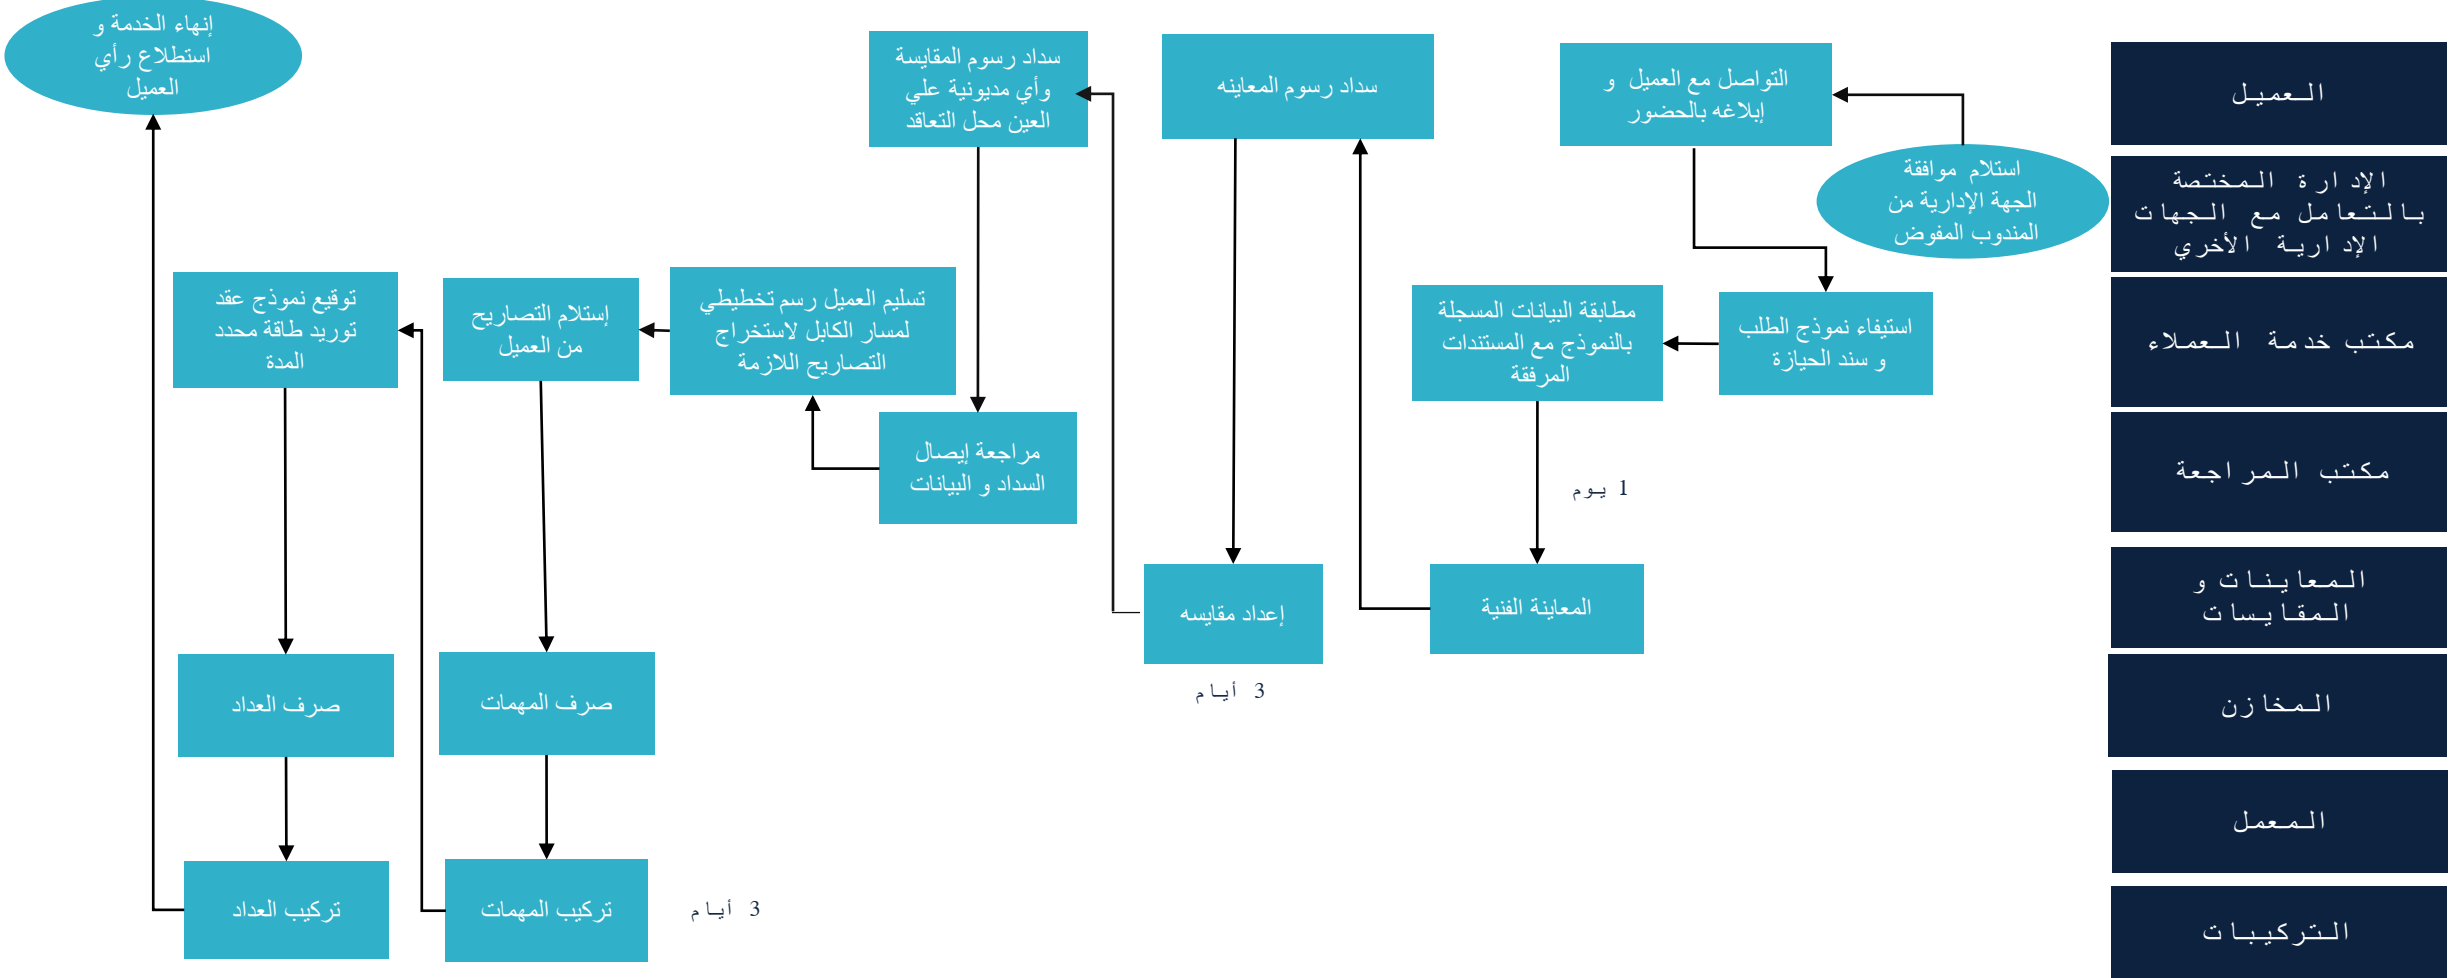 العميل
الإدارة المختصة
بالتعامل مع الجهات
الإدارية الأخري
مكتب خدمة العملاء
مكتب المراجعة
المعاينات و
المقايسات
المخازن
المعمل
التركيبات
استلام موافقة
الجهة الإدارية من
المندوب المفوض
التواصل مع العميل و
إبلاغه بالحضور
استيفاء نموذج الطلب
و سند الحيازة
مطابقة البيانات المسجلة
بالنموذج مع المستندات
المرفقة
1 يوم
المعاينة الفنية
سداد رسوم المعاينه
إعداد مقايسه
3 أيام
سداد رسوم المقايسة
وأي مديونية علي
العين محل التعاقد
مراجعة إيصال
السداد و البيانات
تسليم العميل رسم تخطيطي
لمسار الكابل لاستخراج
التصاريح اللازمة
إستلام التصاريح
من العميل
صرف المهمات
تركيب المهمات
3 أيام
توقيع نموذج عقد
توريد طاقة محدد
المدة
صرف العداد
تركيب العداد
إنهاء الخدمة و
استطلاع رأي
العميل